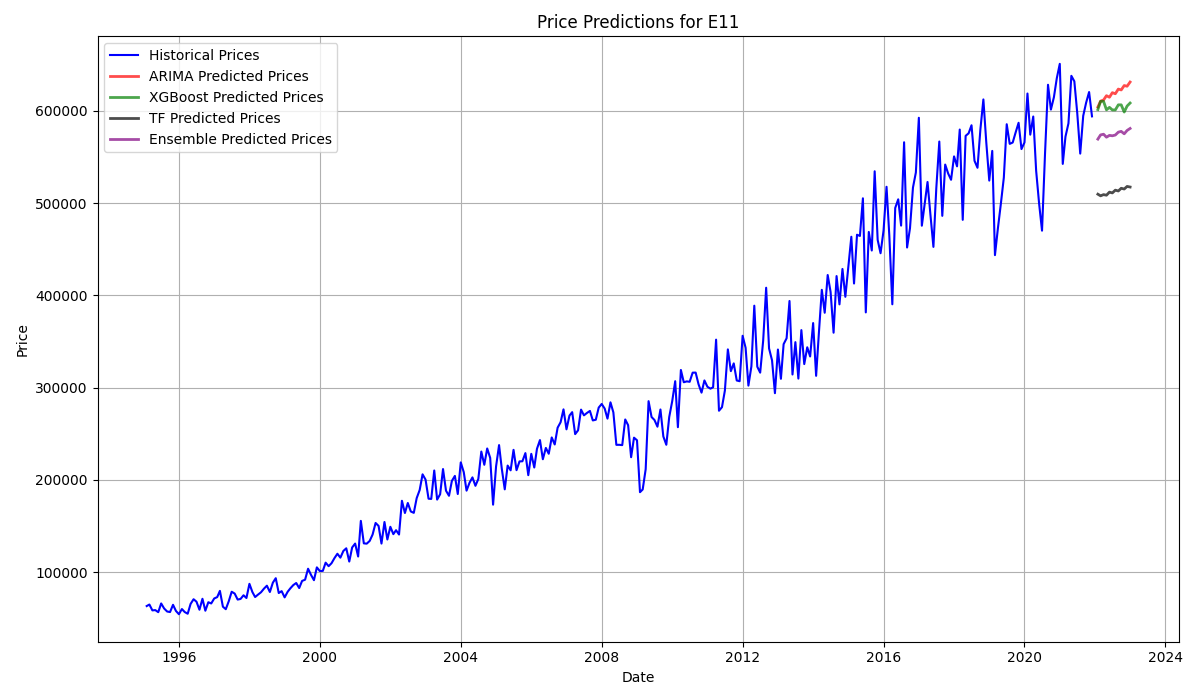 Price Predictions for E11
Historical Prices
ARIMA Predicted Prices
XGBoost Predicted Prices
TF Predicted Prices
Ensemble Predicted Prices
600000
500000
400000
300000
200000
100000
Price
1996 2000 2004 2008 2012 2016 2020 2024
Date